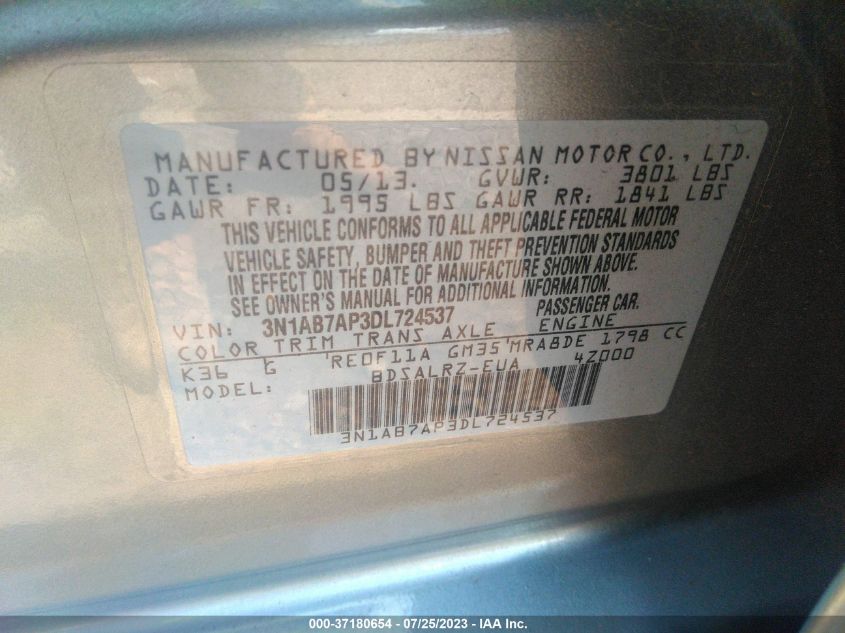 MANUFACTURED BY NISSAN MOTOR CO., LTD.
DATE: 05/13. GVWR: 3801 LBS
GAWR FR: 1995 LBS GAWR RR: 1841 LBS
THIS VEHICLE CONFORMS TO ALL APPLICABLE FEDERAL MOTOR
VEHICLE SAFETY, BUMPER AND THEFT PREVENTION STANDARDS
IN EFFECT ON THE DATE OF MANUFACTURE SHOWN ABOVE.
SEE OWNER'S MANUAL FOR ADDITIONAL INFORMATION.
VIN: 3N1AB7AP3DL724537 PASSENGER CAR.
COLOR TRIM TRANS AXLE ENGINE
K36 G RE0F11A GM35 MRA8DE 1798 CC
MODEL: BDSALRZ-EUA 4Z000
3N1AB7AP3DL724537
000-37180654 - 07/25/2023 - IAA Inc.